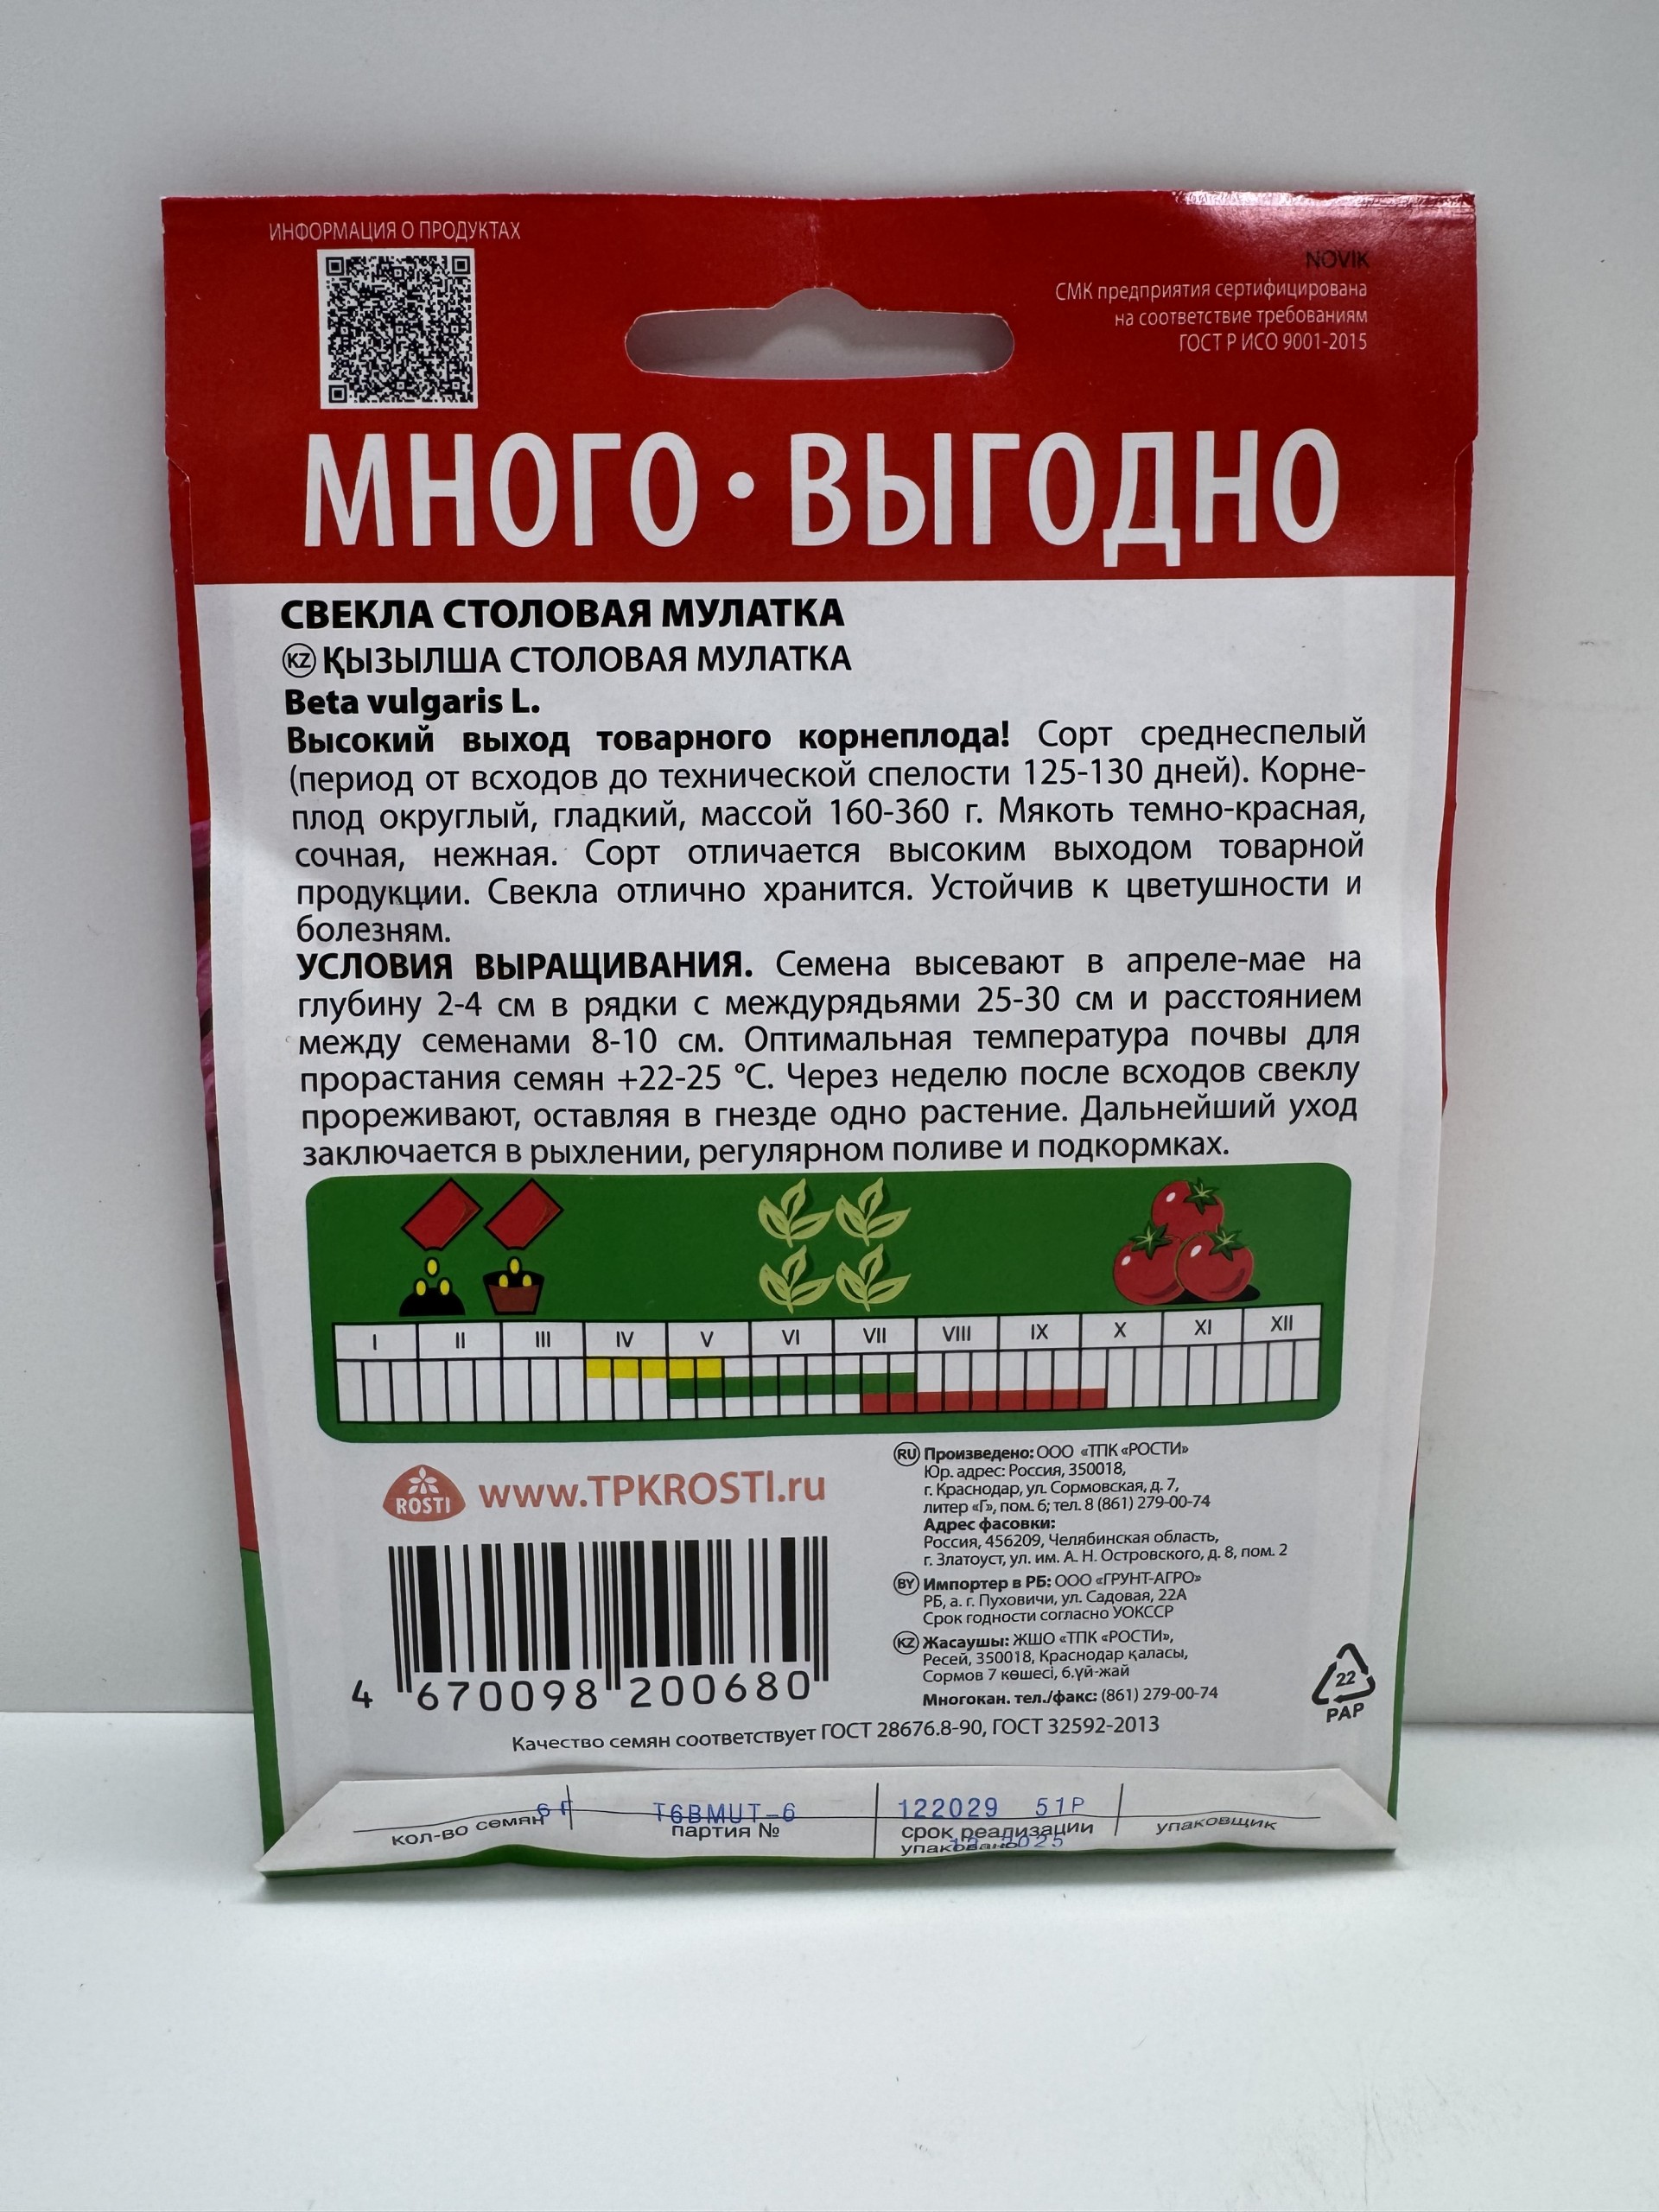 ИНФОРМАЦИЯ О ПРОДУКТАХ
NOVIK
СМК предприятия сертифицирована
на соответствие требованиям
ГОСТ Р ИСО 9001-2015
МНОГО • ВЫГОДНО
СВЕКЛА СТОЛОВАЯ МУЛАТКА
KZ ҚЫЗЫЛША СТОЛОВАЯ МУЛАТКА
Beta vulgaris L.
Высокий выход товарного корнеплода! Сорт среднеспелый
(период от всходов до технической спелости 125-130 дней). Корне-
плод округлый, гладкий, массой 160-360 г. Мякоть темно-красная,
сочная, нежная. Сорт отличается высоким выходом товарной
продукции. Свекла отлично хранится. Устойчив к цветушности и
болезням.
УСЛОВИЯ ВЫРАЩИВАНИЯ. Семена высевают в апреле-мае на
глубину 2-4 см в рядки с междурядьями 25-30 см и расстоянием
между семенами 8-10 см. Оптимальная температура почвы для
прорастания семян +22-25 °С. Через неделю после всходов свеклу
прореживают, оставляя в гнезде одно растение. Дальнейший уход
заключается в рыхлении, регулярном поливе и подкормках.
I II III IV V VI VII VIII IX X XI XII
ROSTI www.TPKROSTI.ru
RU Произведено: ООО «ТПК «РОСТИ»
Юр. адрес: Россия, 350018,
г. Краснодар, ул. Сормовская, д. 7,
литер «Г», пом. 6; тел. 8 (861) 279-00-74
Адрес фасовки:
Россия, 456209, Челябинская область,
г. Златоуст, ул. им. А. Н. Островского, д. 8, пом. 2
BY Импортер в РБ: ООО «ГРУНТ-АГРО»
РБ, а. г. Пуховичи, ул. Садовая, 22А
Срок годности согласно УОКССР
KZ Жасаушы: ЖШО «ТПК «РОСТИ»,
Ресей, 350018, Краснодар қаласы,
Сормов 7 көшесі, 6.үй-жай
Многокан. тел./факс: (861) 279-00-74
4 670098 200680
22
PAP
Качество семян соответствует ГОСТ 28676.8-90, ГОСТ 32592-2013
6 Г T6BMUT-6 122029 51Р
кол-во семян партия № срок реализации упаковщик
упаковано 12 2025